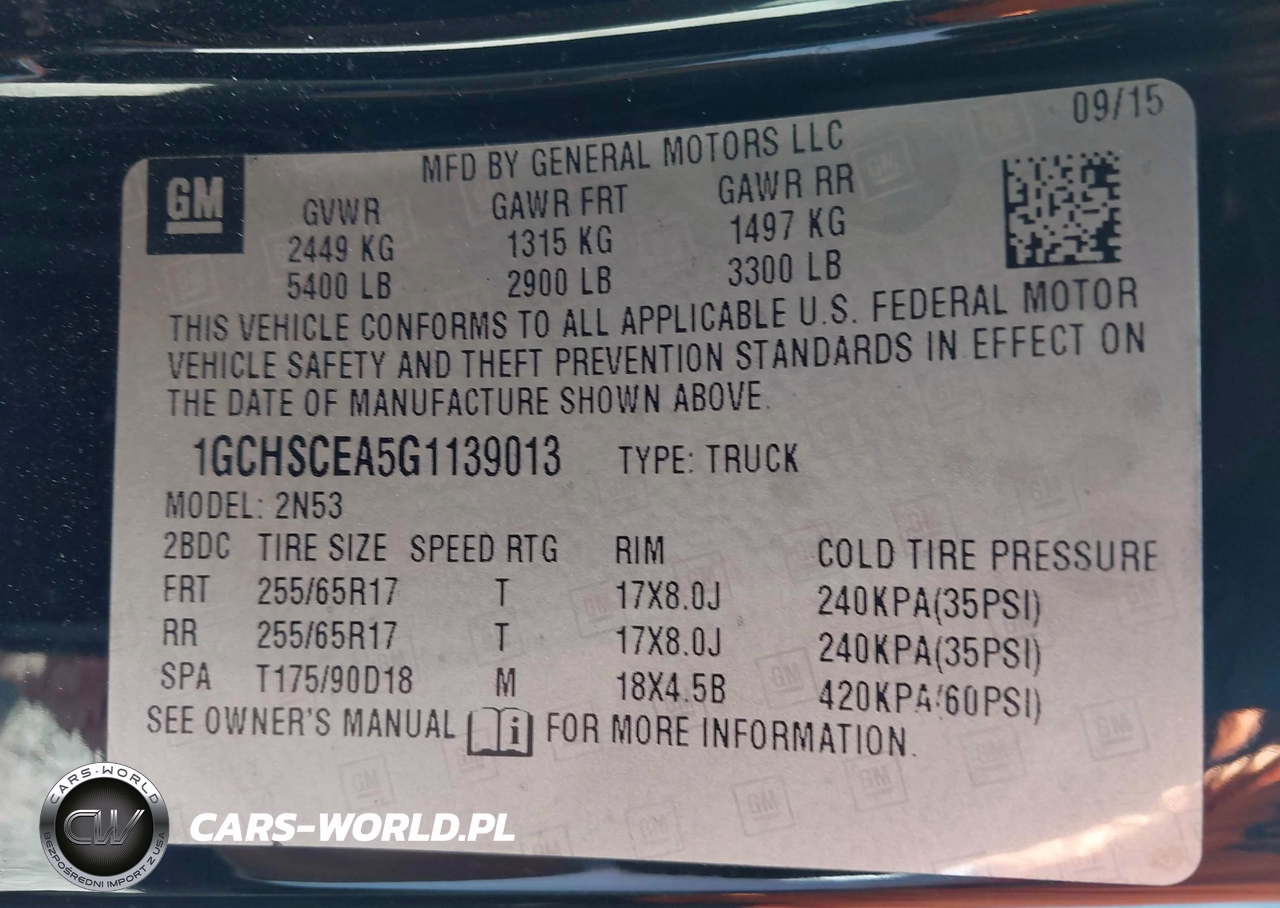 09/15
MFD BY GENERAL MOTORS LLC
GM
GVWR GAWR FRT GAWR RR
2449 KG 1315 KG 1497 KG
5400 LB 2900 LB 3300 LB
THIS VEHICLE CONFORMS TO ALL APPLICABLE U.S. FEDERAL MOTOR
VEHICLE SAFETY AND THEFT PREVENTION STANDARDS IN EFFECT ON
THE DATE OF MANUFACTURE SHOWN ABOVE.
1GCHSCEA5G1139013 TYPE: TRUCK
MODEL: 2N53
2BDC TIRE SIZE SPEED RTG RIM COLD TIRE PRESSURE
FRT 255/65R17 T 17X8.0J 240KPA(35PSI)
RR 255/65R17 T 17X8.0J 240KPA(35PSI)
SPA T175/90D18 M 18X4.5B 420KPA(60PSI)
SEE OWNER'S MANUAL i FOR MORE INFORMATION.
CARS-WORLD
CW
BEZPOŚREDNI IMPORT Z USA
CARS-WORLD.PL